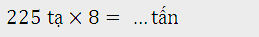 225 tạ × 8 = ...tấn